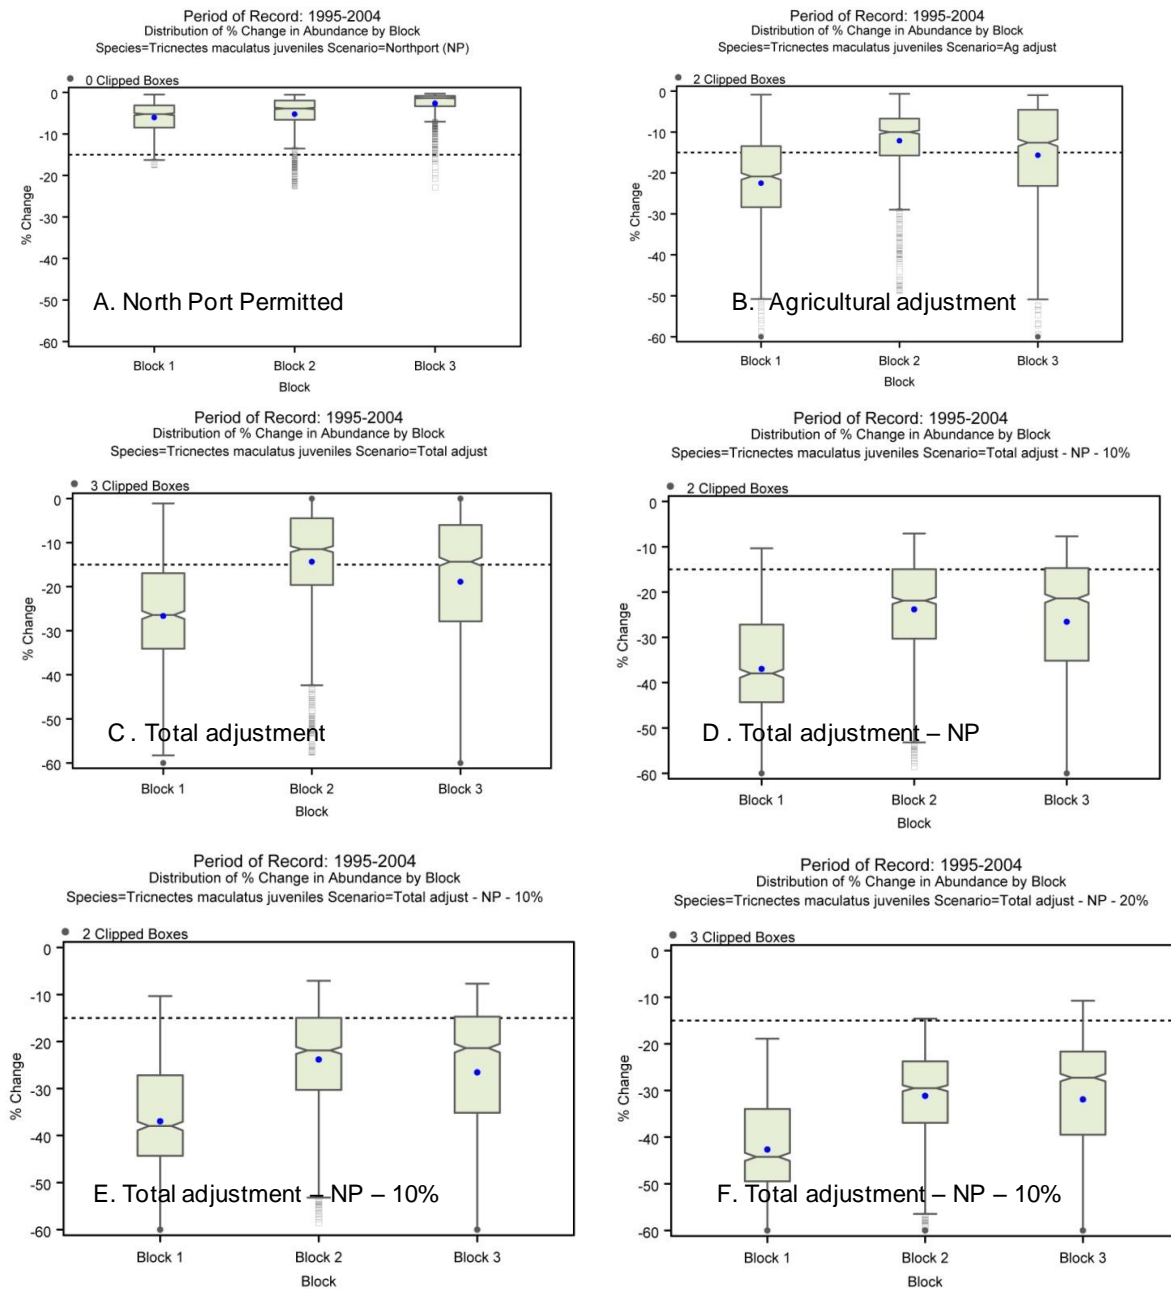 Period of Record: 1995-2004
Distribution of % Change in Abundance by Block
Species=Tricnectes maculatus juveniles Scenario=Northport (NP)
0 Clipped Boxes
0
-10
-20
-30
-40
-50
-60
% Change
A. North Port Permitted
Block 1 Block 2 Block 3
Block
Period of Record: 1995-2004
Distribution of % Change in Abundance by Block
Species=Tricnectes maculatus juveniles Scenario=Ag adjust
2 Clipped Boxes
0
-10
-20
-30
-40
-50
-60
% Change
B. Agricultural adjustment
Block 1 Block 2 Block 3
Block
Period of Record: 1995-2004
Distribution of % Change in Abundance by Block
Species=Tricnectes maculatus juveniles Scenario=Total adjust
3 Clipped Boxes
0
-10
-20
-30
-40
-50
-60
% Change
C . Total adjustment
Block 1 Block 2 Block 3
Block
Period of Record: 1995-2004
Distribution of % Change in Abundance by Block
Species=Tricnectes maculatus juveniles Scenario=Total adjust - NP - 10%
2 Clipped Boxes
0
-10
-20
-30
-40
-50
-60
% Change
D . Total adjustment – NP
Block 1 Block 2 Block 3
Block
Period of Record: 1995-2004
Distribution of % Change in Abundance by Block
Species=Tricnectes maculatus juveniles Scenario=Total adjust - NP - 10%
2 Clipped Boxes
0
-10
-20
-30
-40
-50
-60
% Change
E. Total adjustment – NP – 10%
Block 1 Block 2 Block 3
Block
Period of Record: 1995-2004
Distribution of % Change in Abundance by Block
Species=Tricnectes maculatus juveniles Scenario=Total adjust - NP - 20%
3 Clipped Boxes
0
-10
-20
-30
-40
-50
-60
% Change
F. Total adjustment – NP – 10%
Block 1 Block 2 Block 3
Block